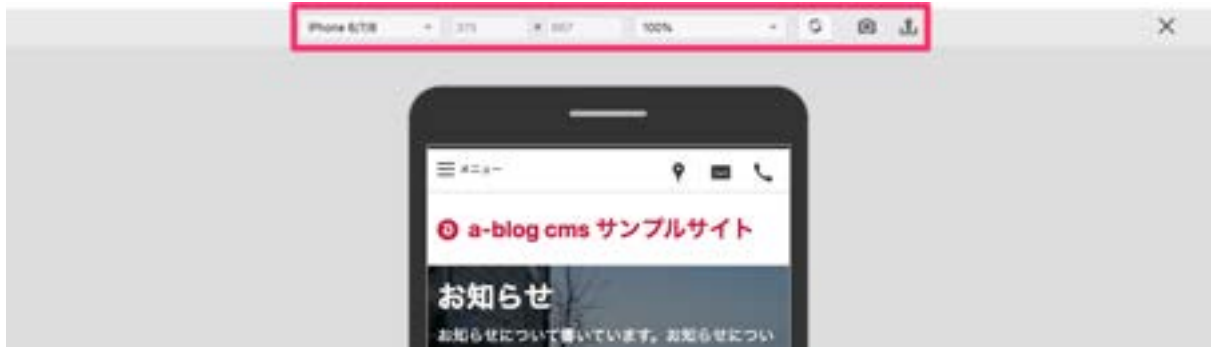 iPhone 6/7/8 375 × 667 100%
メニュー
a-blog cms サンプルサイト
お知らせ
お知らせについて書いています。お知らせについ